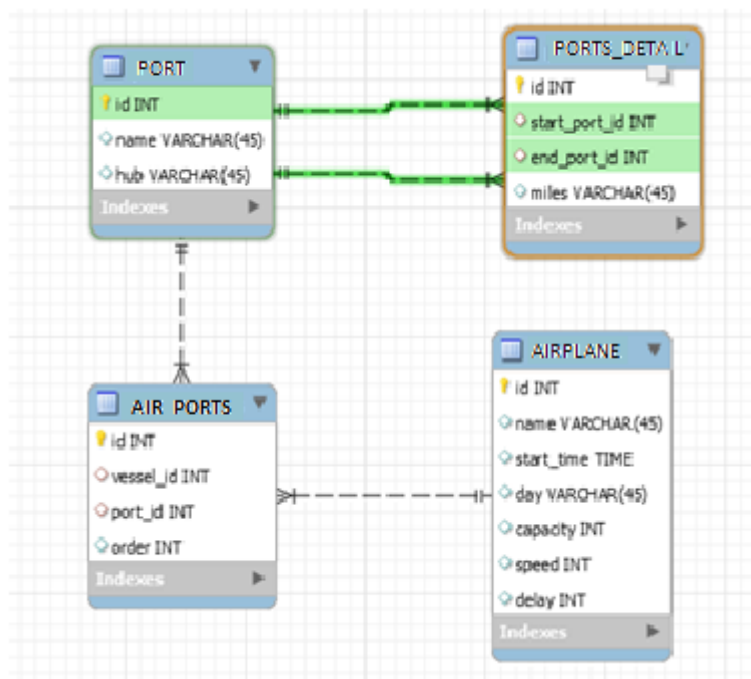 PORT
id INT
name VARCHAR(45)
hub VARCHAR(45)
Indexes
PORTS_DETAIL
id INT
start_port_id INT
end_port_id INT
miles VARCHAR(45)
Indexes
AIR PORTS
id INT
vessel_id INT
port_id INT
order INT
Indexes
AIRPLANE
id INT
name VARCHAR(45)
start_time TIME
day VARCHAR(45)
capacity INT
speed INT
delay INT
Indexes